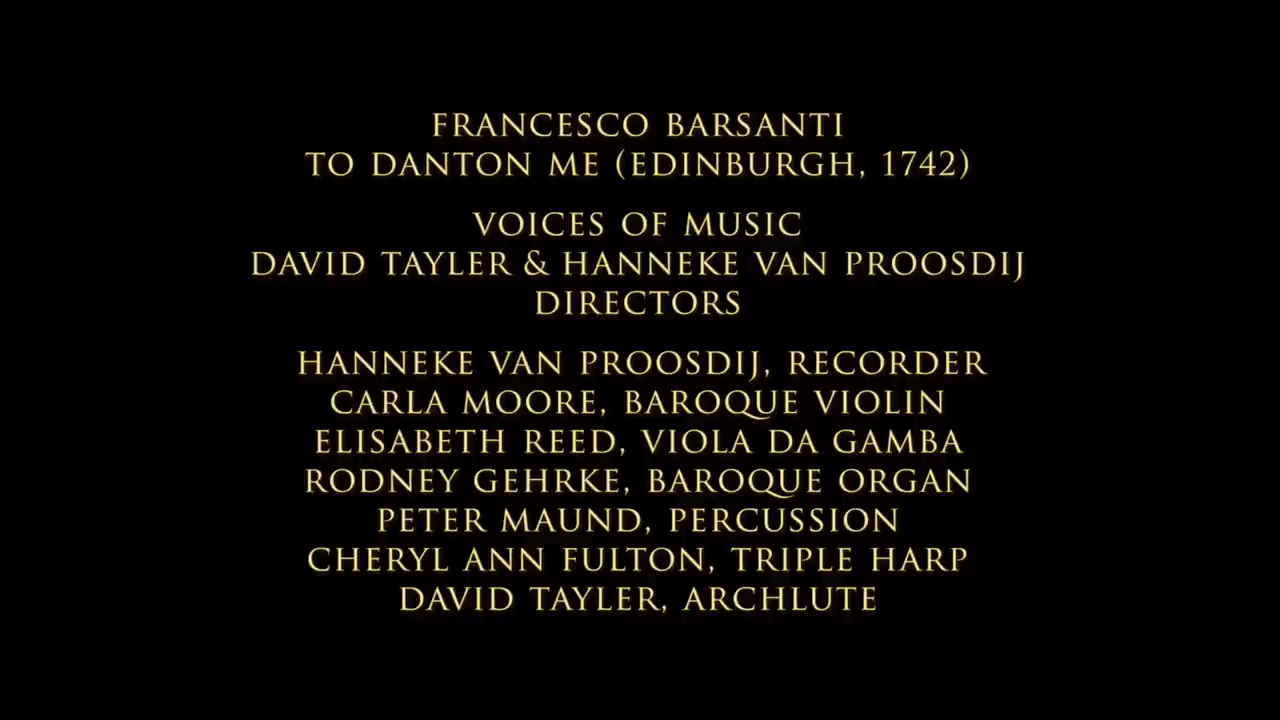 FRANCESCO BARSANTI
TO DANTON ME (EDINBURGH, 1742)
VOICES OF MUSIC
DAVID TAYLER & HANNEKE VAN PROOSDIJ
DIRECTORS
HANNEKE VAN PROOSDIJ, RECORDER
CARLA MOORE, BAROQUE VIOLIN
ELISABETH REED, VIOLA DA GAMBA
RODNEY GEHRKE, BAROQUE ORGAN
PETER MAUND, PERCUSSION
CHERYL ANN FULTON, TRIPLE HARP
DAVID TAYLER, ARCHLUTE